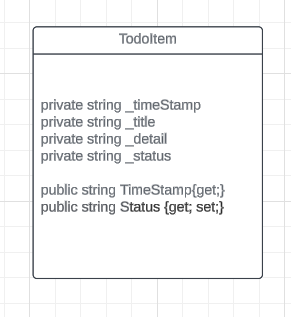 TodoItem
private string _timeStamp
private string _title
private string _detail
private string _status
public string TimeStamp{get;}
public string Status {get; set;}